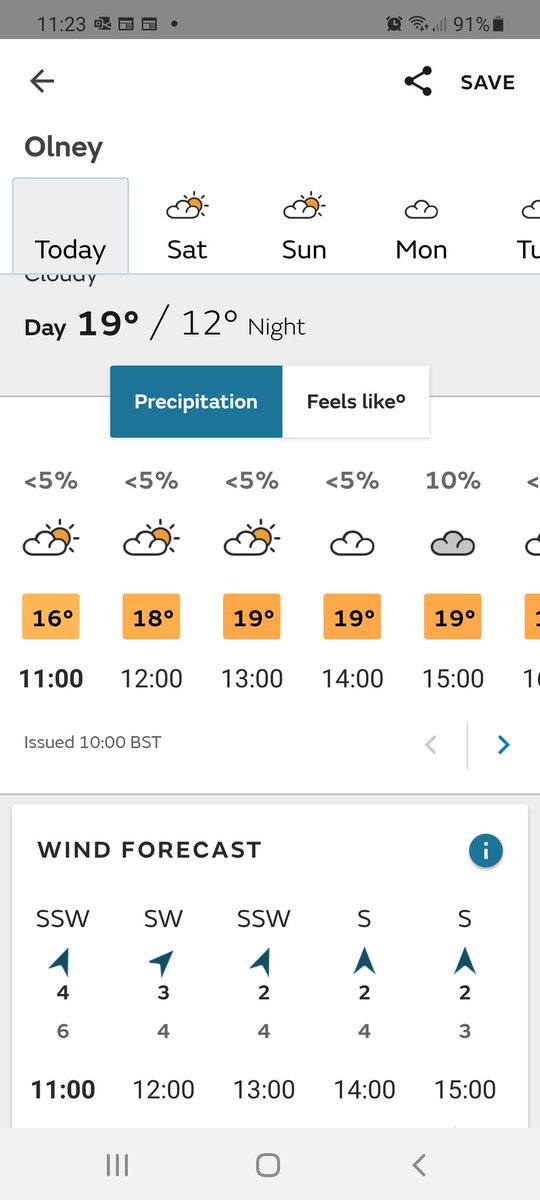 11:23 91%
SAVE
Olney
Today Sat Sun Mon Tu
Cloudy
Day 19° / 12° Night
Precipitation Feels like°
<5% <5% <5% <5% 10% <
16° 18° 19° 19° 19° 1
11:00 12:00 13:00 14:00 15:00 16
Issued 10:00 BST
WIND FORECAST i
SSW SW SSW S S
4 3 2 2 2
6 4 4 4 3
11:00 12:00 13:00 14:00 15:00